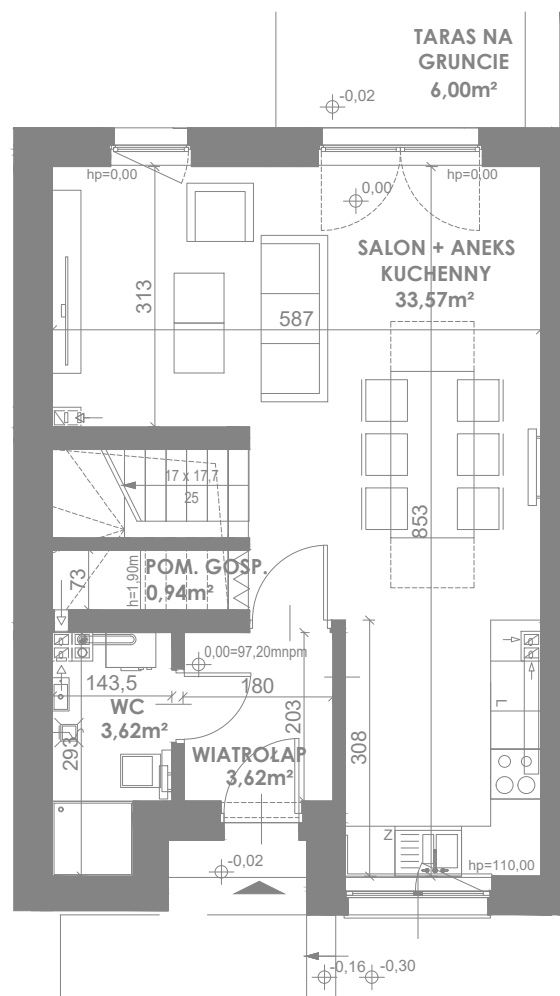 TARAS NA
GRUNCIE
6,00m²
-0,02
hp=0,00
hp=0,00
0,00
SALON + ANEKS
KUCHENNY
33,57m²
313
587
17 x 17,7
25
853
73
h=1,90m
POM. GOSP.
0,94m²
0,00=97,20mnpm
143,5
180
WC
3,62m²
203
293
WIATROŁAP
3,62m²
308
L
Z
hp=110,00
-0,02
-0,16
-0,30